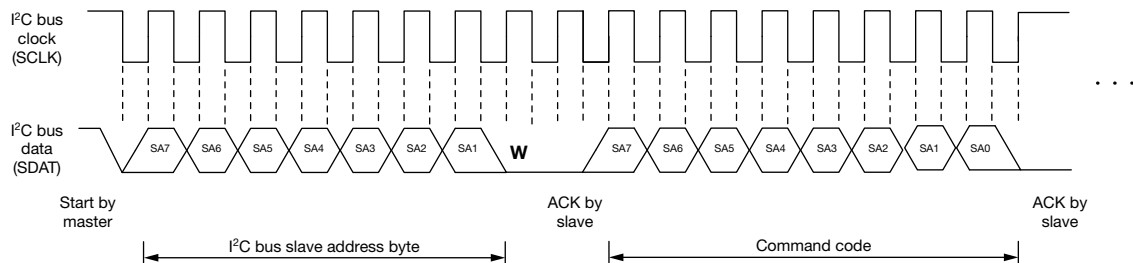 I²C bus
clock
(SCLK)
. . .
I²C bus
data
(SDAT)
SA7 SA6 SA5 SA4 SA3 SA2 SA1 W SA7 SA6 SA5 SA4 SA3 SA2 SA1 SA0
Start by
master
ACK by
slave
ACK by
slave
I²C bus slave address byte
Command code